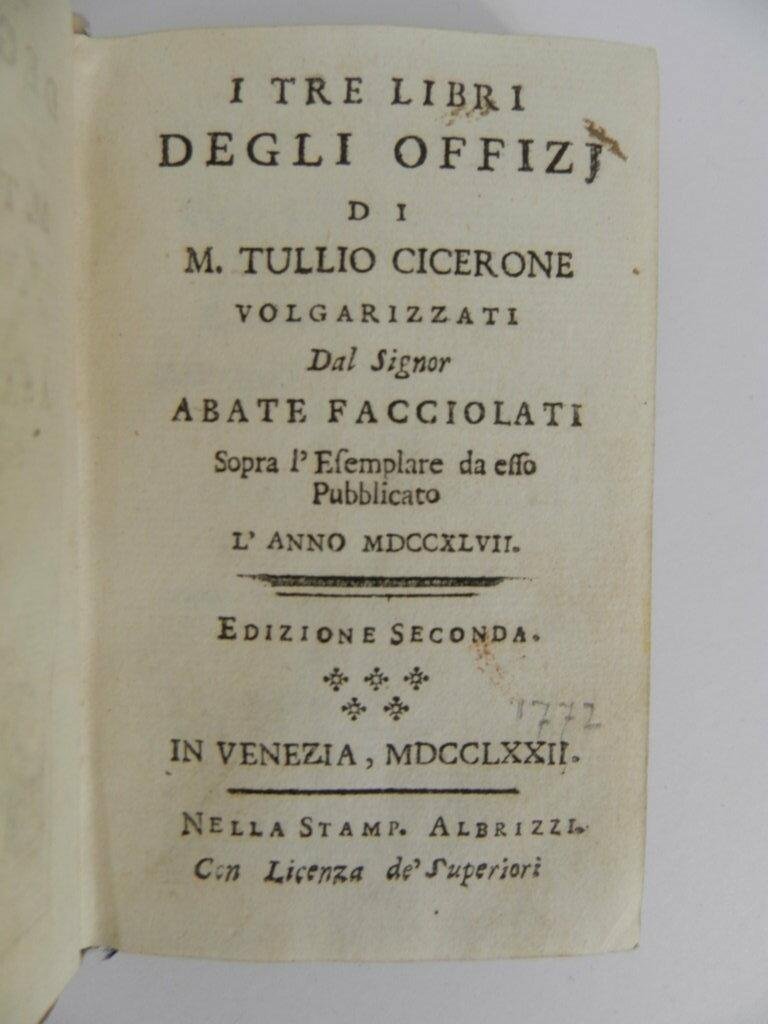 I TRE LIBRI
DEGLI OFFIZJ
DI
M. TULLIO CICERONE
VOLGARIZZATI
Dal Signor
ABATE FACCIOLATI
Sopra l' Eſemplare da eſſo
Pubblicato
L' ANNO MDCCXLVII.
EDIZIONE SECONDA.
1772
IN VENEZIA, MDCCLXXII.
NELLA STAMP. ALBRIZZI.
Con Licenza de' Superiori